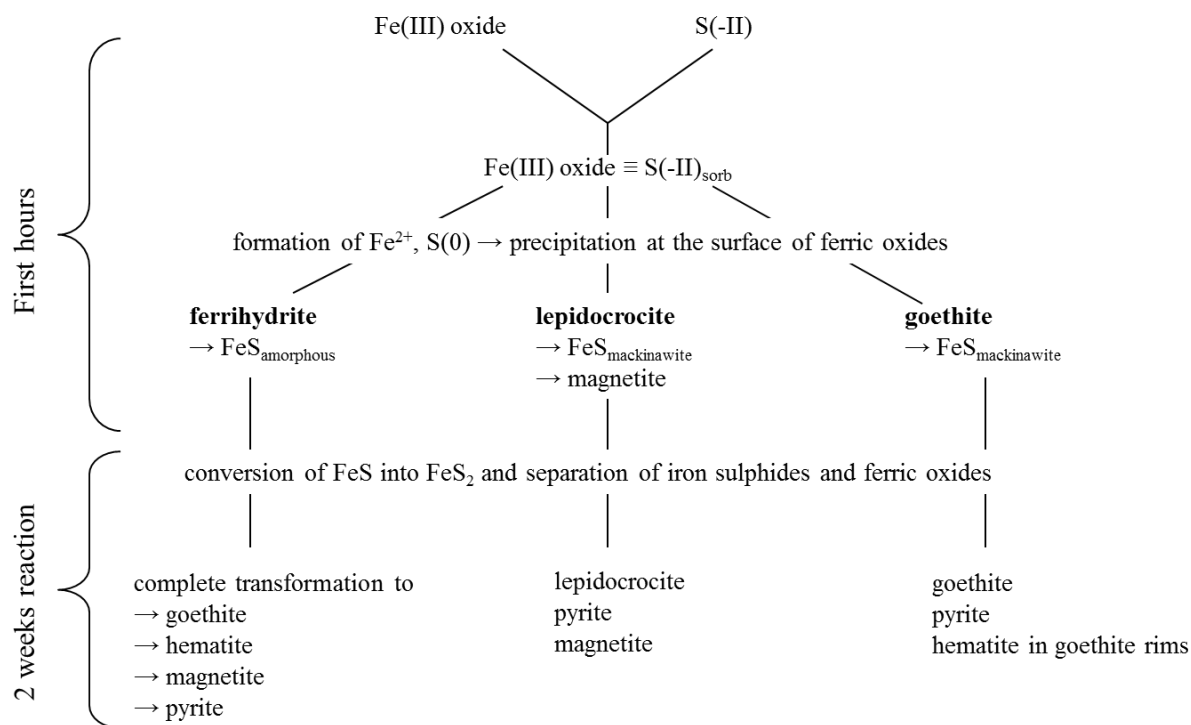 Fe(III) oxide
S(-II)
First hours
Fe(III) oxide ≡ S(-II)sorb
formation of Fe²⁺, S(0) → precipitation at the surface of ferric oxides
ferrihydrite
→ FeSamorphous
lepidocrocite
→ FeSmackinawite
→ magnetite
goethite
→ FeSmackinawite
2 weeks reaction
conversion of FeS into FeS₂ and separation of iron sulphides and ferric oxides
complete transformation to
→ goethite
→ hematite
→ magnetite
→ pyrite
lepidocrocite
pyrite
magnetite
goethite
pyrite
hematite in goethite rims